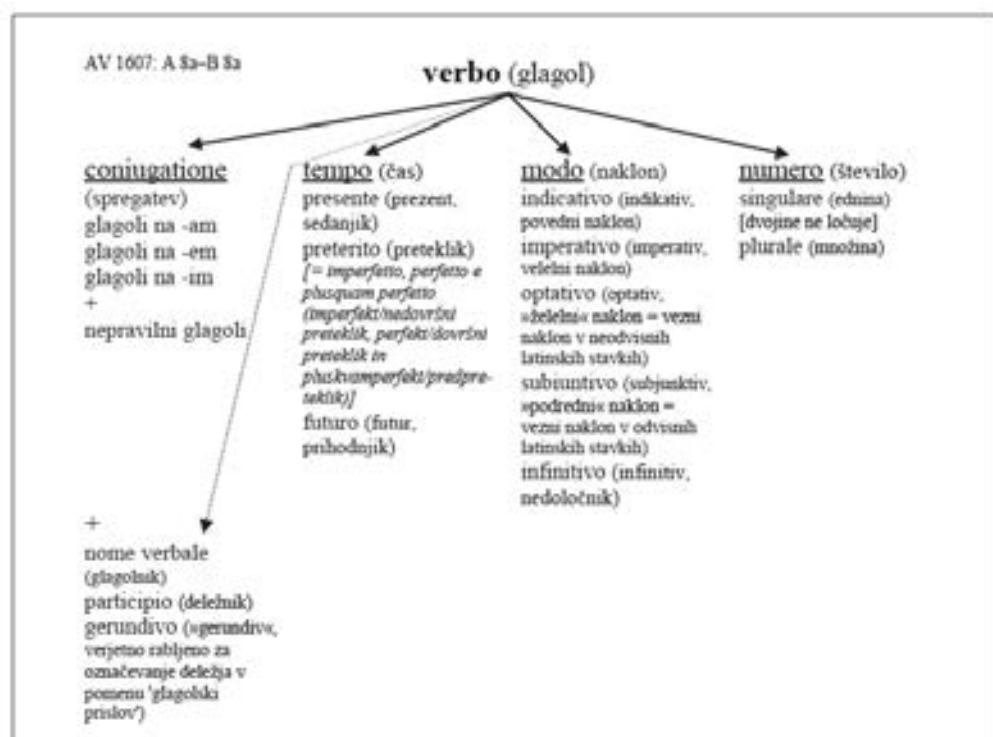 AV 1607: A 8a–B 8a
verbo (glagol)
coniugatione
(spregatev)
glagoli na -am
glagoli na -em
glagoli na -im
+
nepravilni glagoli
tempo (čas)
presente (prezent,
sedanjik)
preterito (preteklik)
[= imperfetto, perfetto e
plusquam perfetto
(imperfekt/nedovršni
preteklik, perfekt/dovršni
preteklik in
pluskvamperfekt/predpre-
teklik)]
futuro (futur,
prihodnjik)
modo (naklon)
indicativo (indikativ,
povedni naklon)
imperativo (imperativ,
velelni naklon)
optativo (optativ,
»želelni« naklon = vezni
naklon v neodvisnih
latinskih stavkih)
subiuntivo (subjunktiv,
»podredni« naklon =
vezni naklon v odvisnih
latinskih stavkih)
infinitivo (infinitiv,
nedoločnik)
numero (število)
singulare (ednina)
[dvojine ne ločuje]
plurale (množina)
+
nome verbale
(glagolnik)
participio (deležnik)
gerundivo (»gerundiv«,
verjetno rabljeno za
označevanje deležja v
pomenu 'glagolski
prislov')